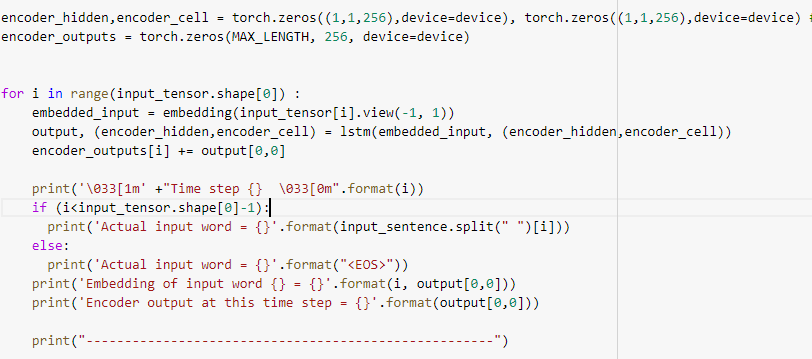 encoder_hidden,encoder_cell = torch.zeros((1,1,256),device=device), torch.zeros((1,1,256),device=device) #
encoder_outputs = torch.zeros(MAX_LENGTH, 256, device=device)
for i in range(input_tensor.shape[0]) :
    embedded_input = embedding(input_tensor[i].view(-1, 1))
    output, (encoder_hidden,encoder_cell) = lstm(embedded_input, (encoder_hidden,encoder_cell))
    encoder_outputs[i] += output[0,0]
    print('\033[1m' +"Time step {}  \033[0m".format(i))
    if (i<input_tensor.shape[0]-1):
      print('Actual input word = {}'.format(input_sentence.split(" ")[i]))
    else:
      print('Actual input word = {}'.format("<EOS>"))
    print('Embedding of input word {} = {}'.format(i, output[0,0]))
    print('Encoder output at this time step = {}'.format(output[0,0]))
    print("-----------------------------------------------------")